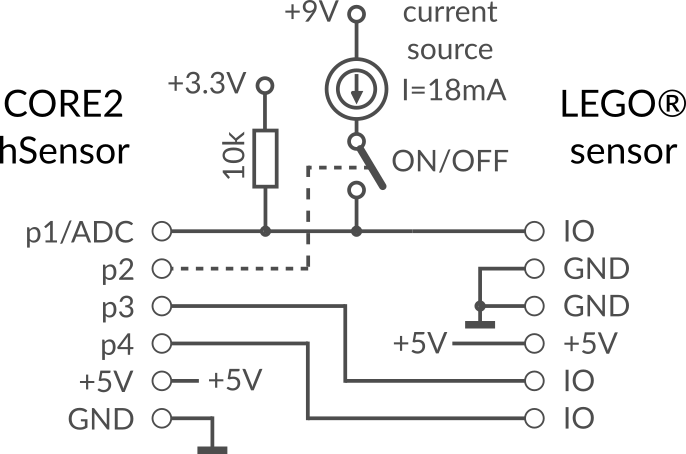 +9V
current
source
I=18mA
+3.3V
CORE2
hSensor
LEGO®
sensor
10k
ON/OFF
p1/ADC
IO
p2
GND
p3
GND
p4
+5V
+5V
+5V
+5V
IO
GND
IO